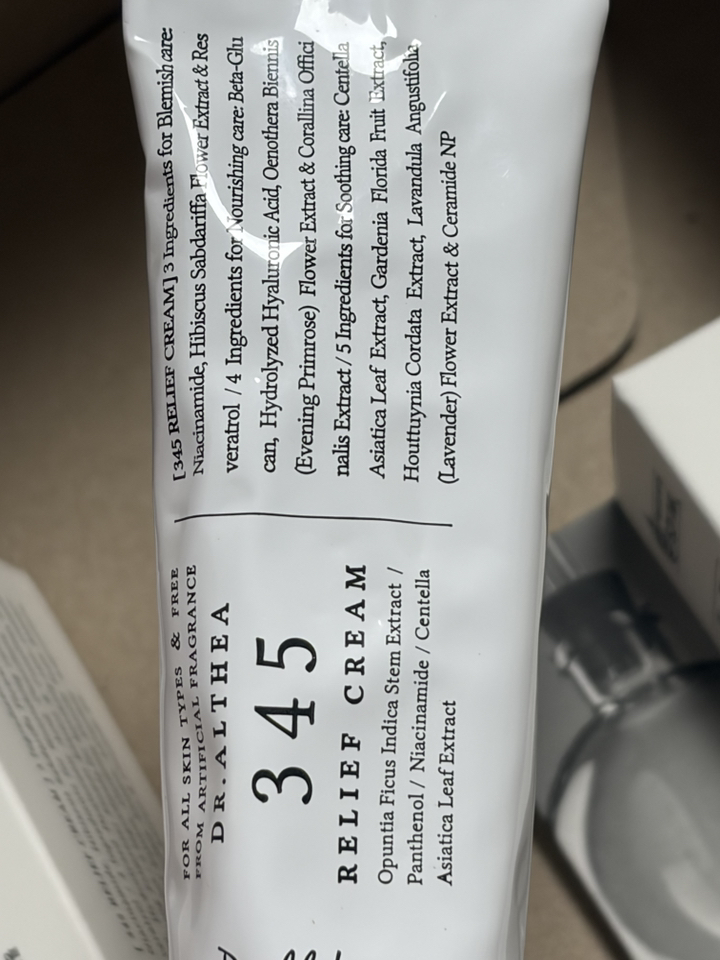 FOR ALL SKIN TYPES & FREE
FROM ARTIFICIAL FRAGRANCE
DR.ALTHEA
345
RELIEF CREAM
Opuntia Ficus Indica Stem Extract /
Panthenol / Niacinamide / Centella
Asiatica Leaf Extract
[345 RELIEF CREAM] 3 Ingredients for Blemish care:
Niacinamide, Hibiscus Sabdariffa Flower Extract & Res
veratrol / 4 Ingredients for Nourishing care: Beta-Glu
can, Hydrolyzed Hyaluronic Acid, Oenothera Biennis
(Evening Primrose) Flower Extract & Corallina Offici
nalis Extract / 5 Ingredients for Soothing care: Centella
Asiatica Leaf Extract, Gardenia Florida Fruit Extract,
Houttuynia Cordata Extract, Lavandula Angustifolia
(Lavender) Flower Extract & Ceramide NP